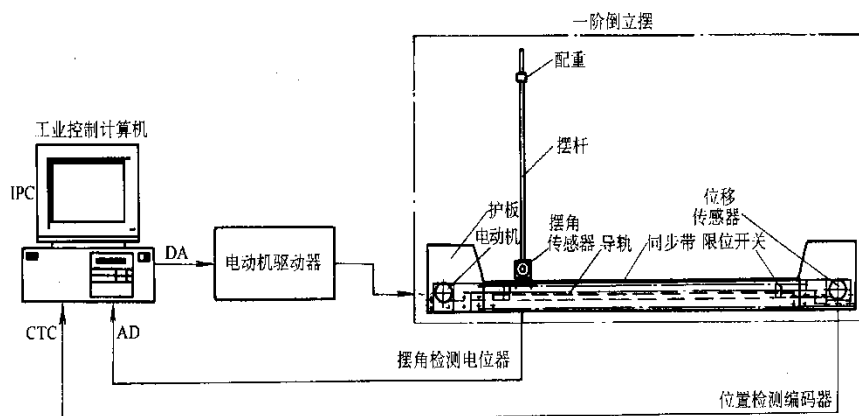 一阶倒立摆
配重
工业控制计算机
IPC
摆杆
位移
传感器
护板
摆角
电动机
传感器
导轨
同步带
限位开关
DA
电动机驱动器
CTC
AD
摆角检测电位器
位置检测编码器